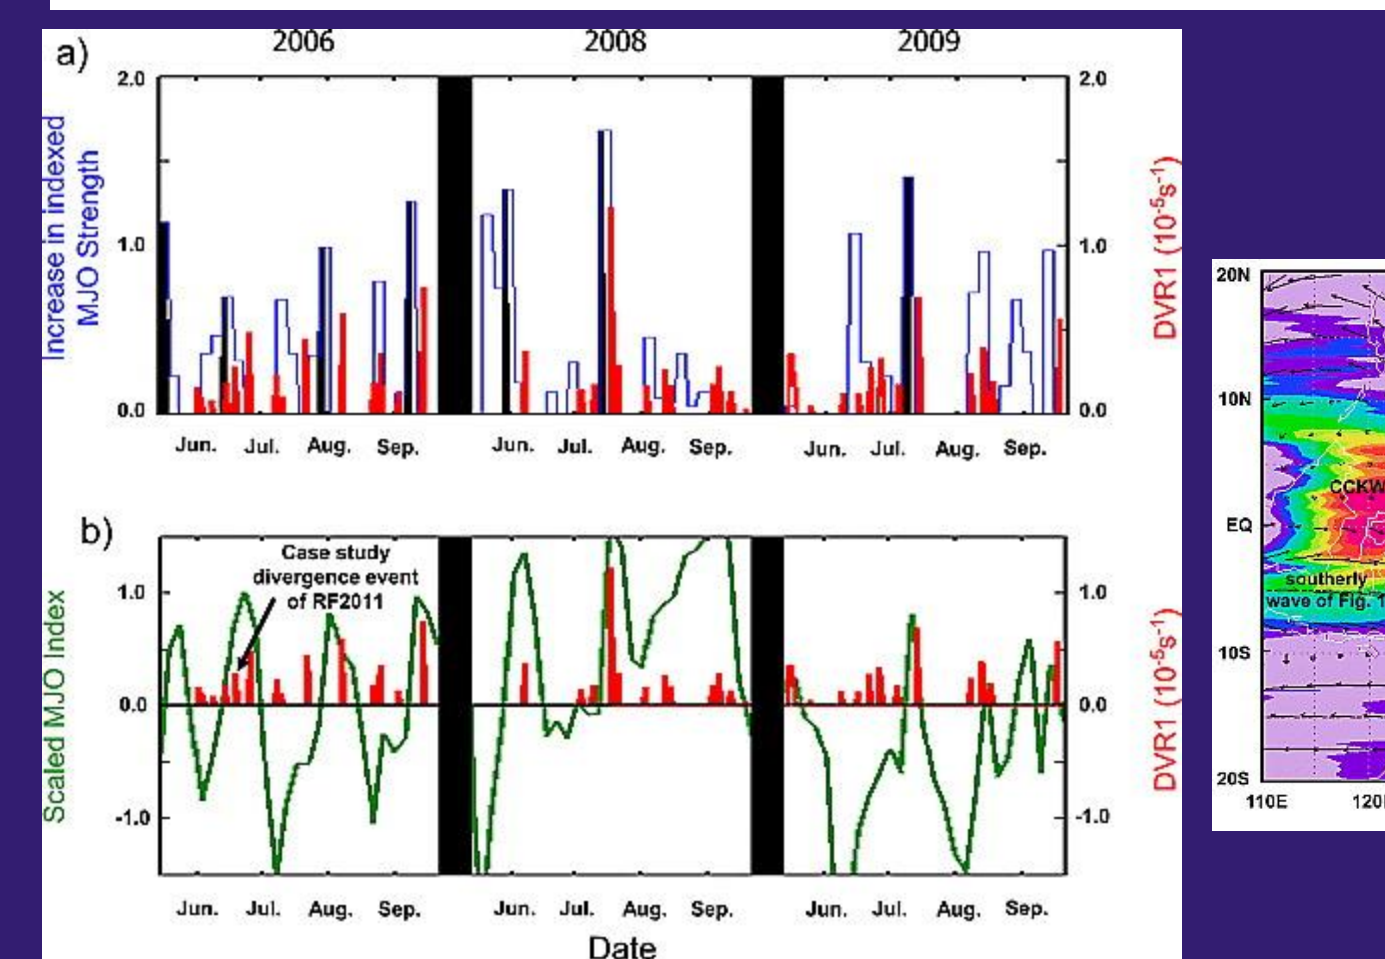 a)
2006 2008 2009
Increase in indexed
MJO Strength
2.0
1.0
0.0
2.0
1.0
0.0
DVR1 (10-5s-1)
Jun. Jul. Aug. Sep. Jun. Jul. Aug. Sep. Jun. Jul. Aug. Sep.
b)
Scaled MJO Index
1.0
0.0
-1.0
Case study
divergence event
of RF2011
1.0
0.0
-1.0
DVR1 (10-5s-1)
Jun. Jul. Aug. Sep. Jun. Jul. Aug. Sep. Jun. Jul. Aug. Sep.
Date
20N
10N
EQ
10S
20S
CCKW
southerly
wave of Fig. 1
110E